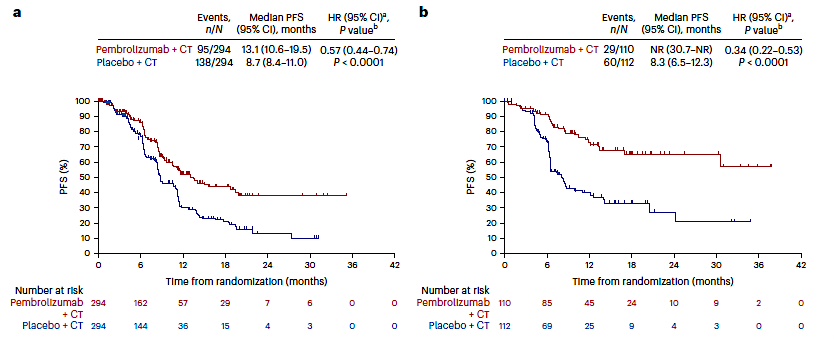 a
Events, Median PFS HR (95% CI)a,
n/N (95% CI), months P valueb
Pembrolizumab + CT 95/294 13.1 (10.6–19.5) 0.57 (0.44–0.74)
Placebo + CT 138/294 8.7 (8.4–11.0) P < 0.0001
100
90
80
70
60
50
40
30
20
10
0
PFS (%)
0 6 12 18 24 30 36 42
Time from randomization (months)
Number at risk
Pembrolizumab 294 162 57 29 7 6 0 0
+ CT
Placebo + CT 294 144 36 15 4 3 0 0
b
Events, Median PFS HR (95% CI)a,
n/N (95% CI), months P valueb
Pembrolizumab + CT 29/110 NR (30.7–NR) 0.34 (0.22–0.53)
Placebo + CT 60/112 8.3 (6.5–12.3) P < 0.0001
100
90
80
70
60
50
40
30
20
10
0
PFS (%)
0 6 12 18 24 30 36 42
Time from randomization (months)
Number at risk
Pembrolizumab 110 85 45 24 10 9 2 0
+ CT
Placebo + CT 112 69 25 9 4 3 0 0